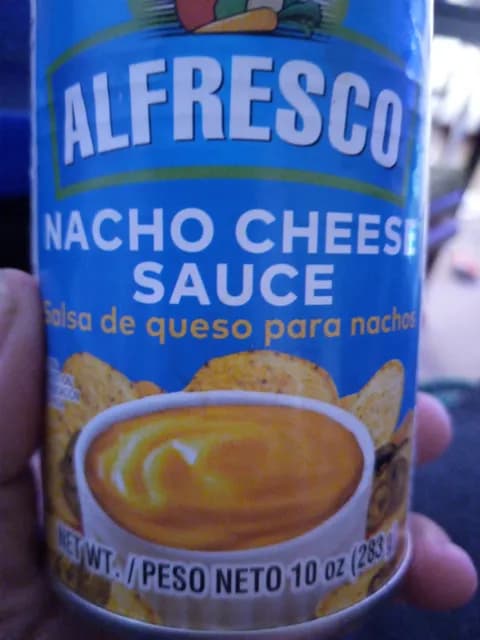 ALFRESCO
NACHO CHEESE
SAUCE
Salsa de queso para nachos
NET WT. / PESO NETO 10 oz (283